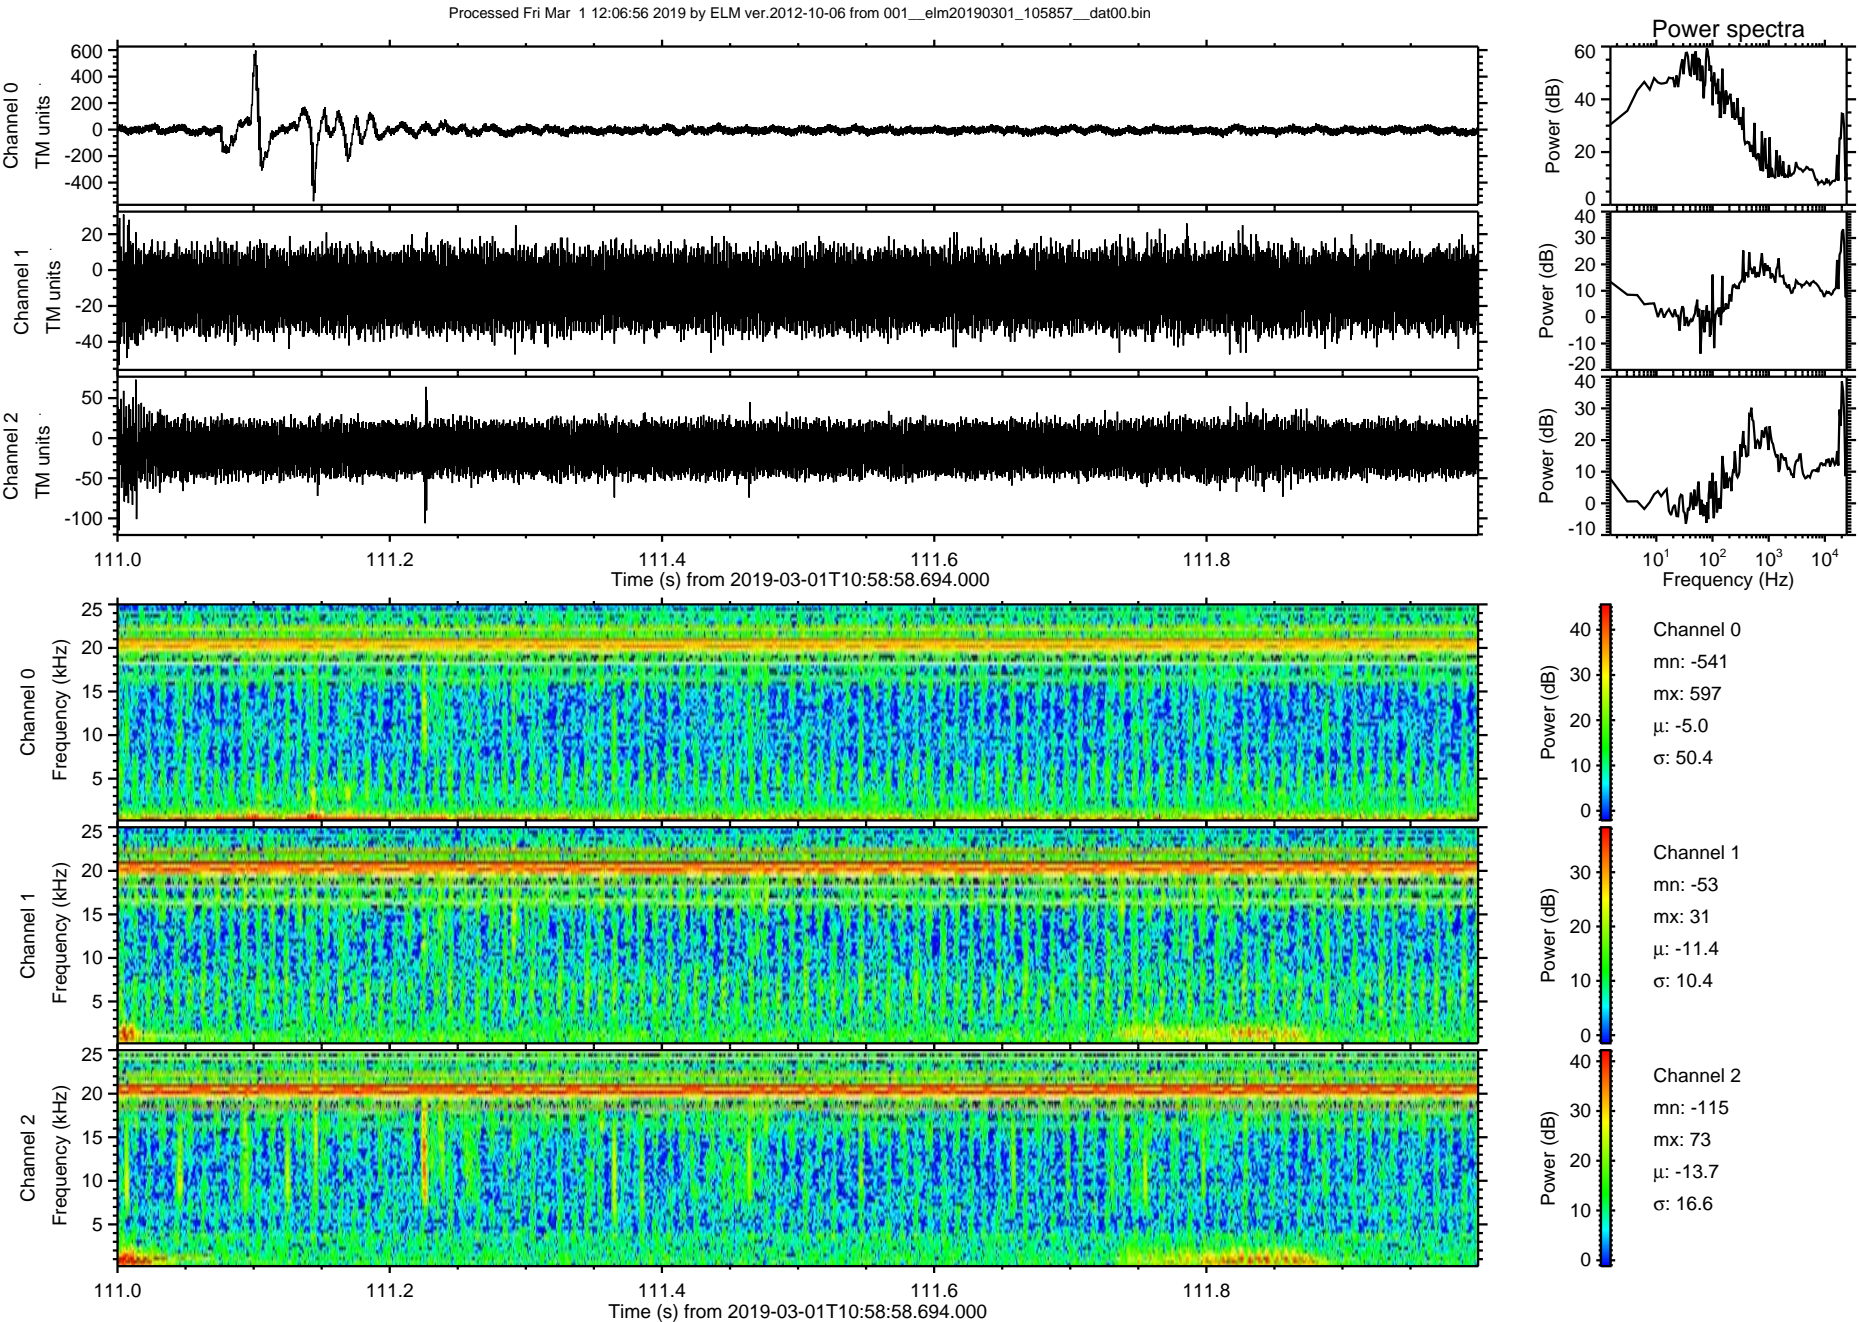 Processed Fri Mar  1 12:06:56 2019 by ELM ver.2012-10-06 from 001__elm20190301_105857__dat00.bin
Power spectra
Channel 0
TM units
600
400
200
0
-200
-400
Power (dB)
60
40
20
0
Channel 1
TM units
20
0
-20
-40
Power (dB)
40
30
20
10
0
-10
-20
Channel 2
TM units
50
0
-50
-100
Power (dB)
40
30
20
10
0
-10
111.0
111.2
111.4
111.6
111.8
Time (s) from 2019-03-01T10:58:58.694.000
10¹
10²
10³
10⁴
Frequency (Hz)
Channel 0
Frequency (kHz)
25
20
15
10
5
Power (dB)
40
30
20
10
0
Channel 0
mn: -541
mx: 597
μ: -5.0
σ: 50.4
Channel 1
Frequency (kHz)
25
20
15
10
5
Power (dB)
30
20
10
0
Channel 1
mn: -53
mx: 31
μ: -11.4
σ: 10.4
Channel 2
Frequency (kHz)
25
20
15
10
5
Power (dB)
40
30
20
10
0
Channel 2
mn: -115
mx: 73
μ: -13.7
σ: 16.6
111.0
111.2
111.4
111.6
111.8
Time (s) from 2019-03-01T10:58:58.694.000